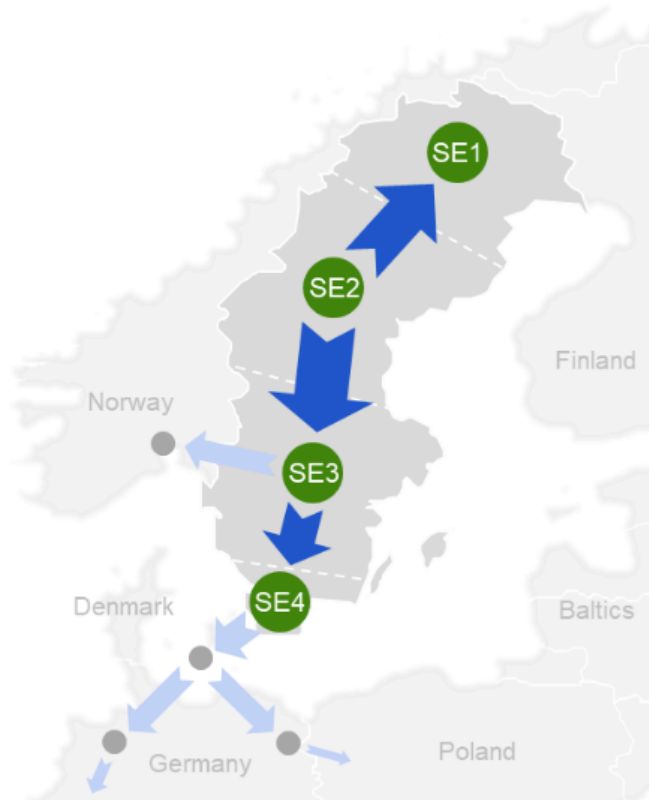 SE1
SE2
Finland
Norway
SE3
SE4
Denmark
Baltics
Germany
Poland